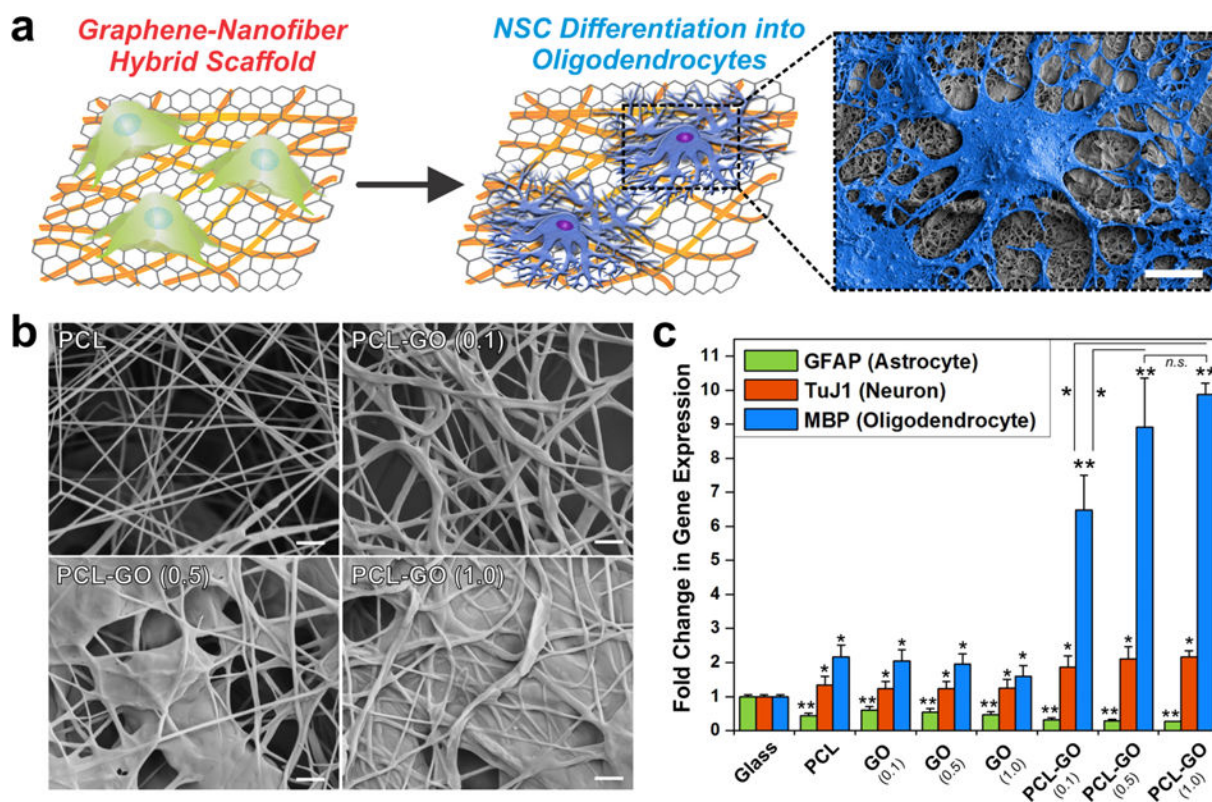 a
Graphene-Nanofiber
Hybrid Scaffold
NSC Differentiation into
Oligodendrocytes
b
PCL
PCL-GO (0.1)
PCL-GO (0.5)
PCL-GO (1.0)
c
Fold Change in Gene Expression
11
10
9
8
7
6
5
4
3
2
1
0
GFAP (Astrocyte)
TuJ1 (Neuron)
MBP (Oligodendrocyte)
* *
n.s.
** ** **
* * * * * * *
* * * * * * *
** ** ** ** ** ** **
Glass
PCL
GO
(0.1)
GO
(0.5)
GO
(1.0)
PCL-GO
(0.1)
PCL-GO
(0.5)
PCL-GO
(1.0)